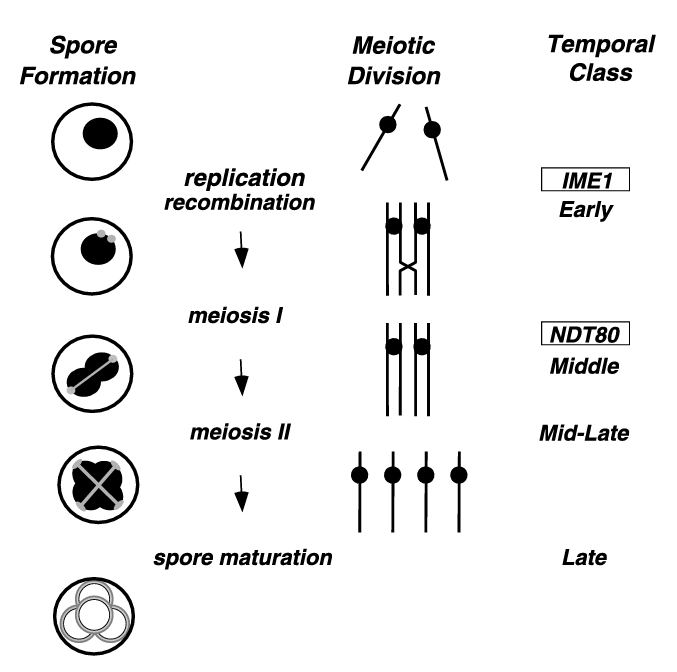 Spore
Formation
Meiotic
Division
Temporal
Class
replication
recombination
IME1
Early
meiosis I
NDT80
Middle
meiosis II
Mid-Late
spore maturation
Late